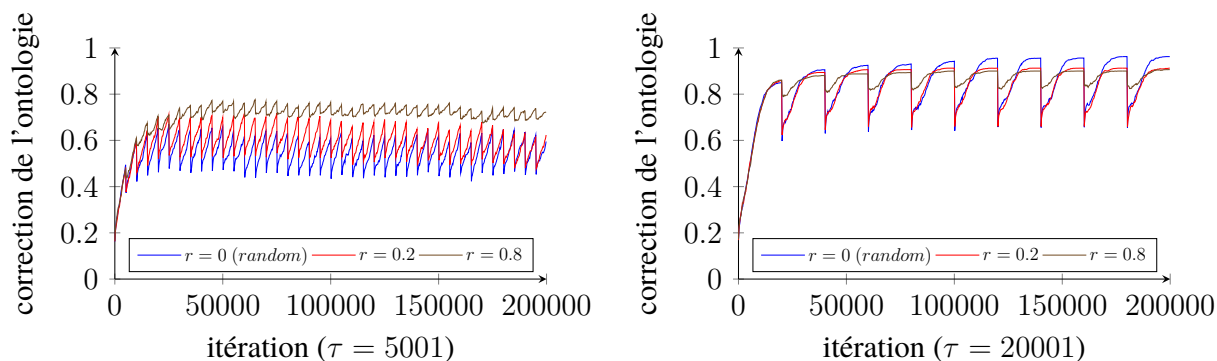 correction de l'ontologie
1
0.8
0.6
0.4
0.2
0
r = 0 (random) r = 0.2 r = 0.8
0 50000 100000 150000 200000
itération (τ = 5001)
correction de l'ontologie
1
0.8
0.6
0.4
0.2
0
r = 0 (random) r = 0.2 r = 0.8
0 50000 100000 150000 200000
itération (τ = 20001)